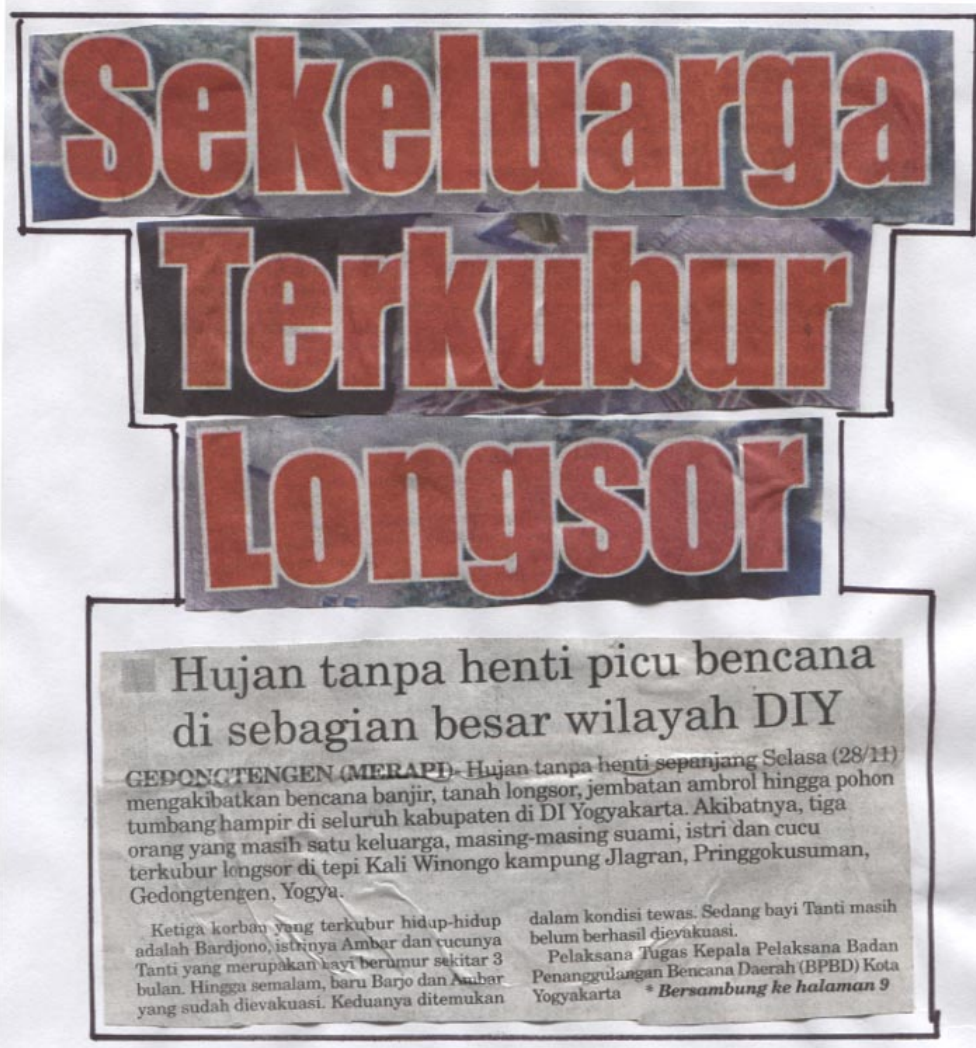 Sekeluarga
Terkubur
Longsor
Hujan tanpa henti picu bencana
di sebagian besar wilayah DIY
GEDONGTENGEN (MERAPI)- Hujan tanpa henti sepanjang Selasa (28/11)
mengakibatkan bencana banjir, tanah longsor, jembatan ambrol hingga pohon
tumbang hampir di seluruh kabupaten di DI Yogyakarta. Akibatnya, tiga
orang yang masih satu keluarga, masing-masing suami, istri dan cucu
terkubur longsor di tepi Kali Winongo kampung Jlagran, Pringgokusuman,
Gedongtengen, Yogya.
Ketiga korban yang terkubur hidup-hidup
adalah Bardjono, istrinya Ambar dan cucunya
Tanti yang merupakan bayi berumur sekitar 3
bulan. Hingga semalam, baru Barjo dan Ambar
yang sudah dievakuasi. Keduanya ditemukan
dalam kondisi tewas. Sedang bayi Tanti masih
belum berhasil dievakuasi.
Pelaksana Tugas Kepala Pelaksana Badan
Penanggulangan Bencana Daerah (BPBD) Kota
Yogyakarta * Bersambung ke halaman 9